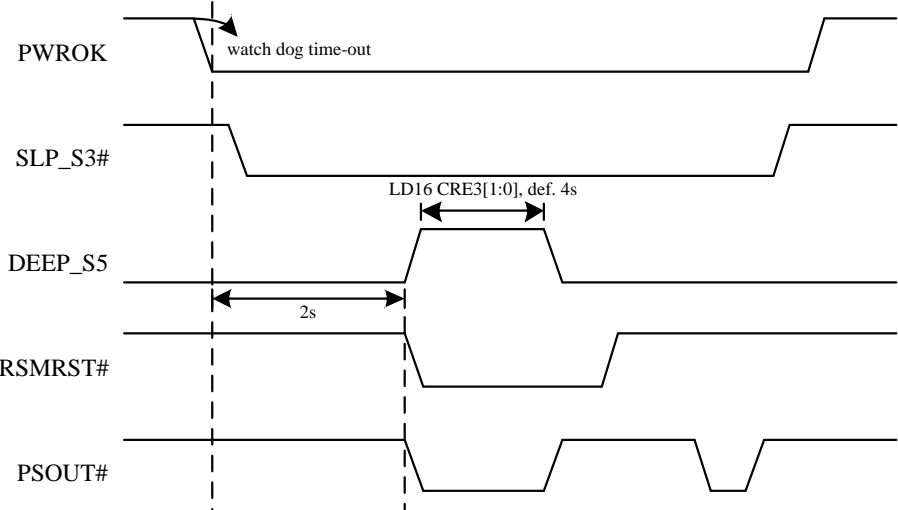 PWROK
watch dog time-out
SLP_S3#
LD16 CRE3[1:0], def. 4s
DEEP_S5
2s
RSMRST#
PSOUT#